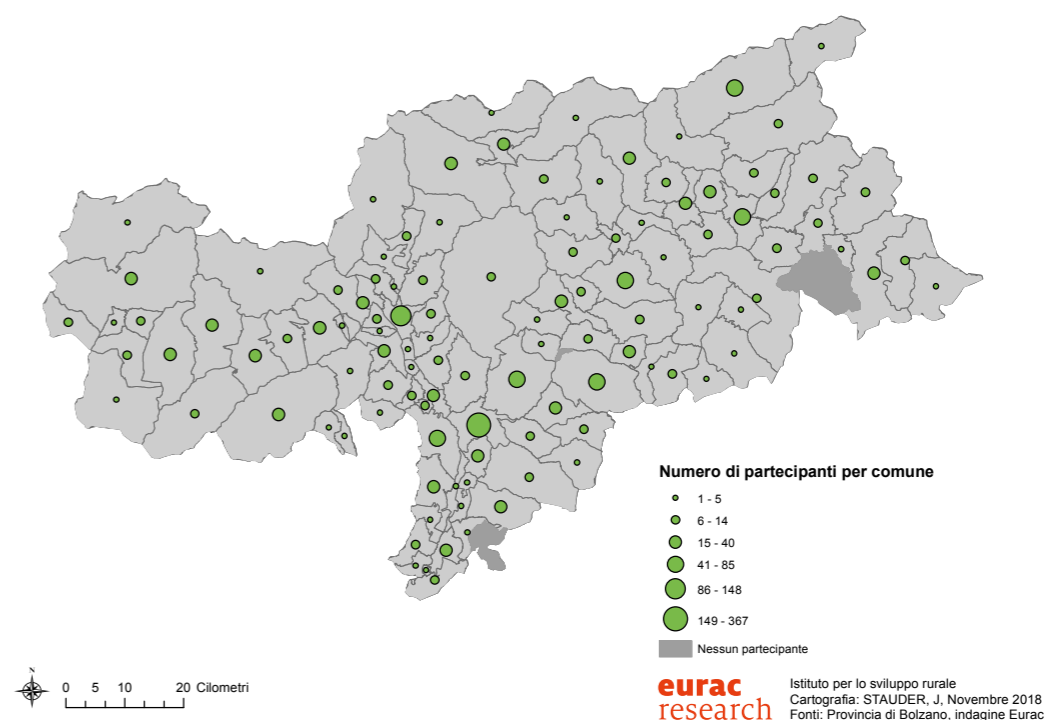 Numero di partecipanti per comune
1 - 5
6 - 14
15 - 40
41 - 85
86 - 148
149 - 367
Nessun partecipante
N
0 5 10 20 Cilometri
eurac
research
Istituto per lo sviluppo rurale
Cartografia: STAUDER, J, Novembre 2018
Fonti: Provincia di Bolzano, indagine Eurac